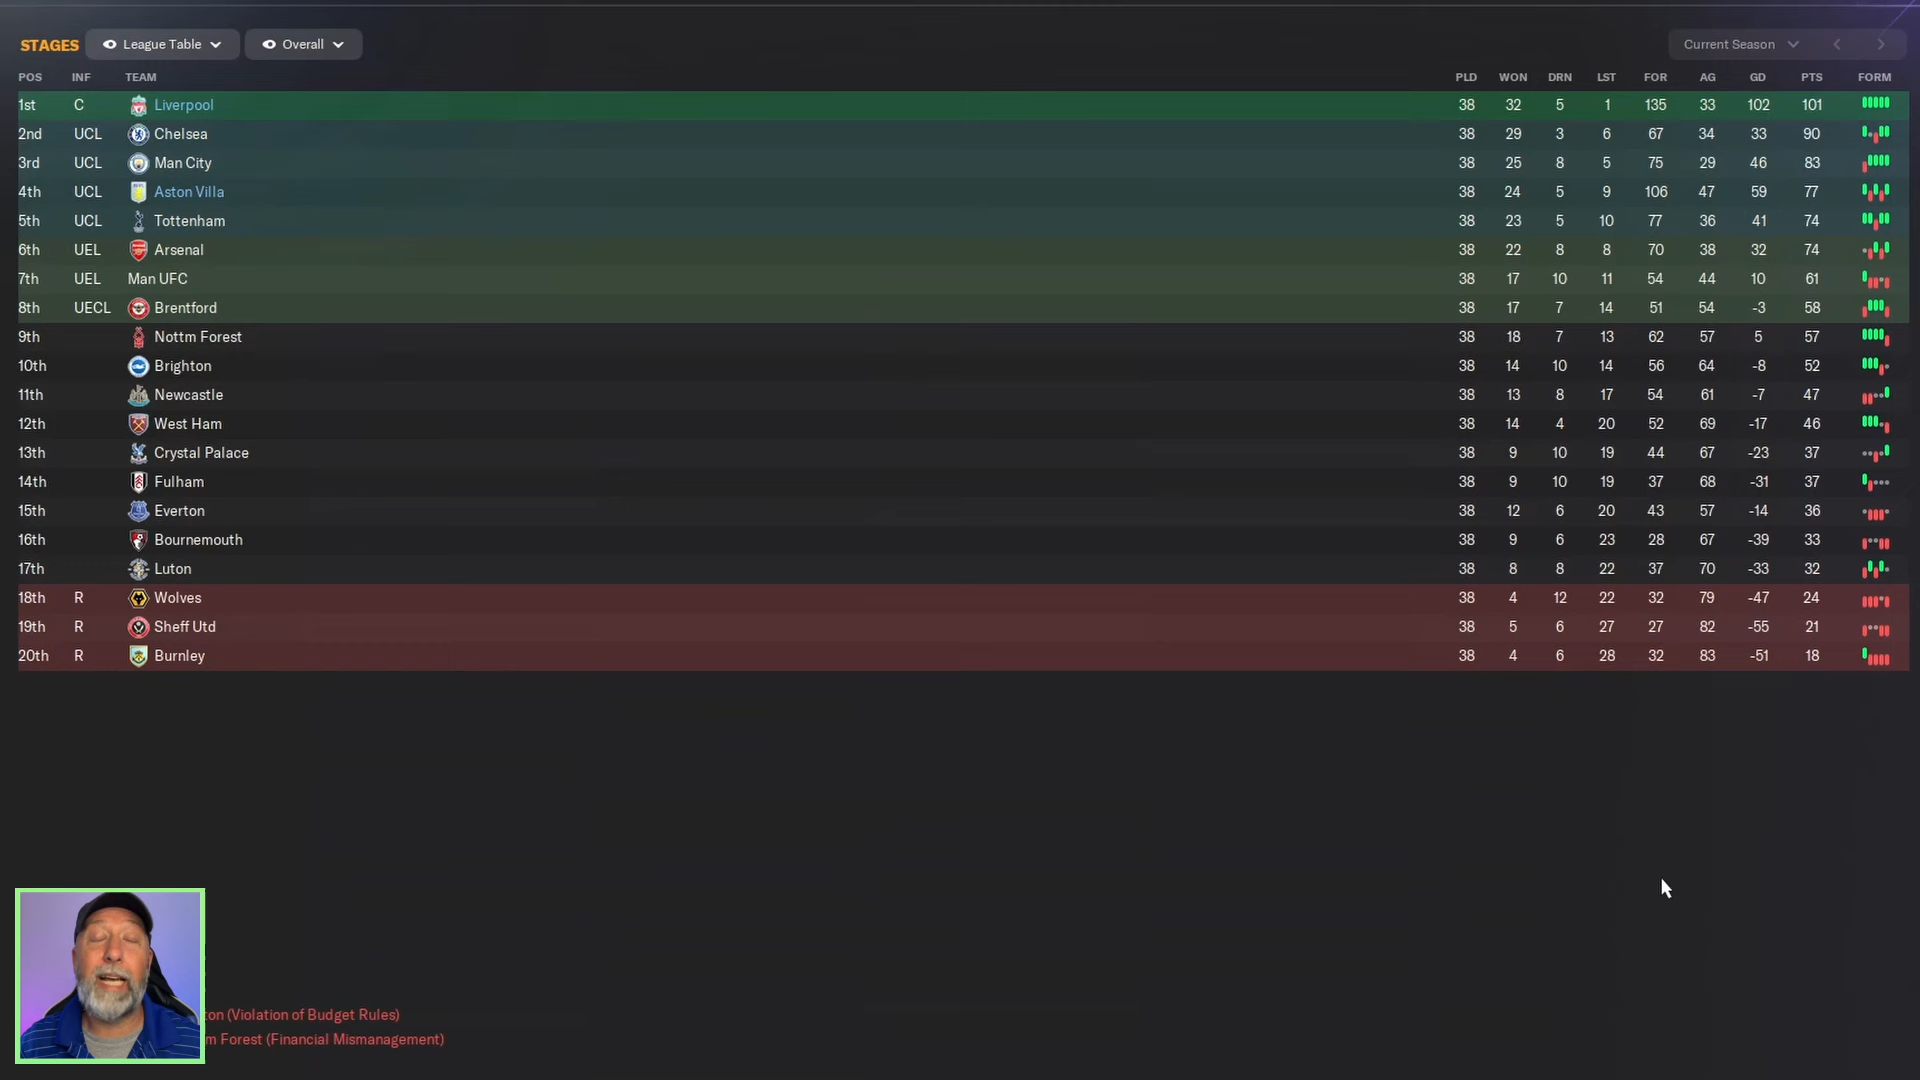 STAGES League Table Overall Current Season
POS INF TEAM PLD WON DRN LST FOR AG GD PTS FORM
1st C Liverpool 38 32 5 1 135 33 102 101
2nd UCL Chelsea 38 29 3 6 67 34 33 90
3rd UCL Man City 38 25 8 5 75 29 46 83
4th UCL Aston Villa 38 24 5 9 106 47 59 77
5th UCL Tottenham 38 23 5 10 77 36 41 74
6th UEL Arsenal 38 22 8 8 70 38 32 74
7th UEL Man UFC 38 17 10 11 54 44 10 61
8th UECL Brentford 38 17 7 14 51 54 -3 58
9th Nottm Forest 38 18 7 13 62 57 5 57
10th Brighton 38 14 10 14 56 64 -8 52
11th Newcastle 38 13 8 17 54 61 -7 47
12th West Ham 38 14 4 20 52 69 -17 46
13th Crystal Palace 38 9 10 19 44 67 -23 37
14th Fulham 38 9 10 19 37 68 -31 37
15th Everton 38 12 6 20 43 57 -14 36
16th Bournemouth 38 9 6 23 28 67 -39 33
17th Luton 38 8 8 22 37 70 -33 32
18th R Wolves 38 4 12 22 32 79 -47 24
19th R Sheff Utd 38 5 6 27 27 82 -55 21
20th R Burnley 38 4 6 28 32 83 -51 18
ton (Violation of Budget Rules)
m Forest (Financial Mismanagement)